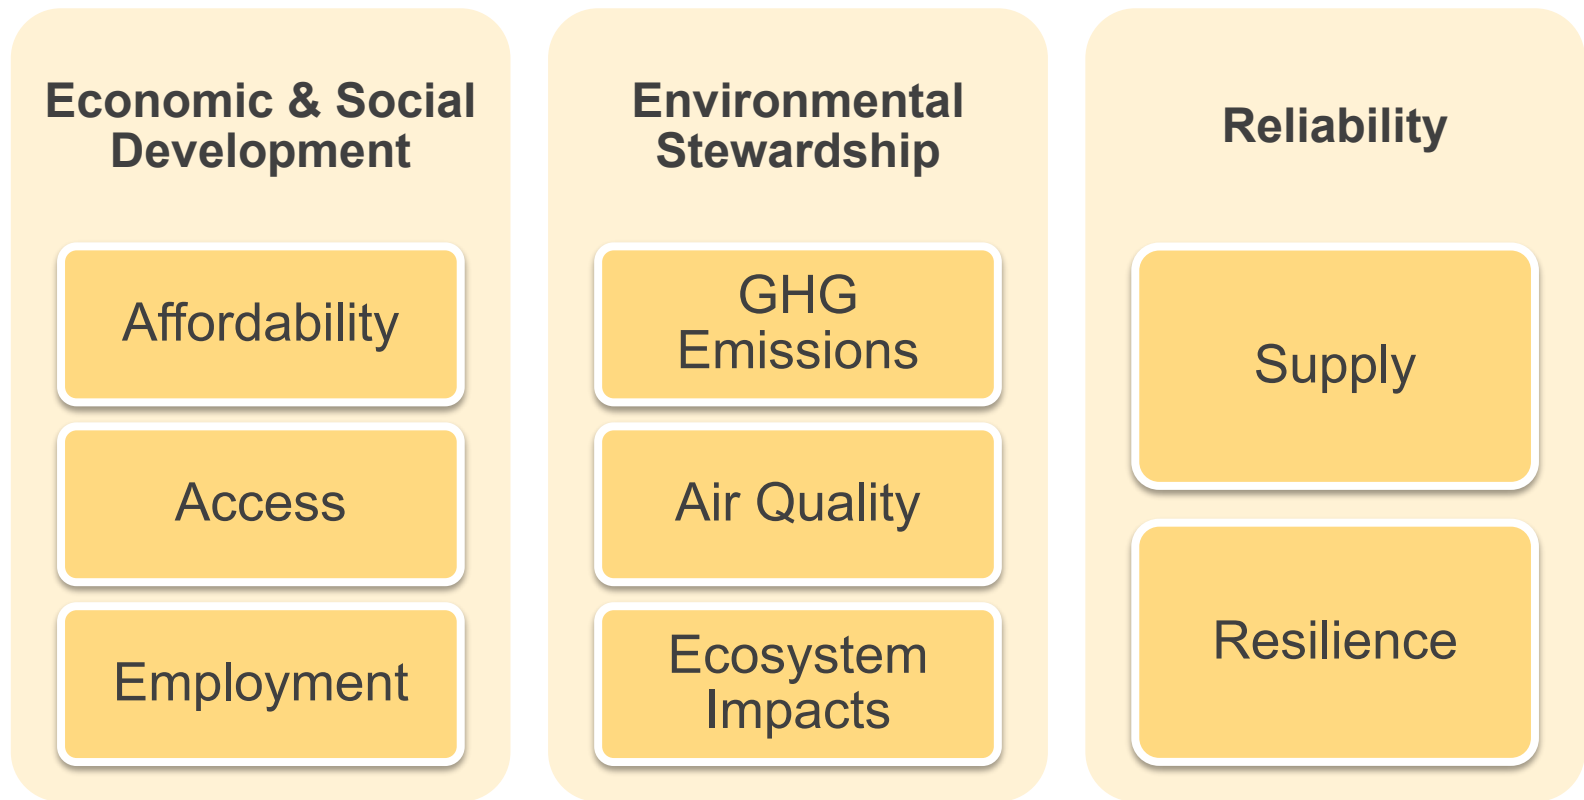 Economic & Social
Development
Affordability
Access
Employment
Environmental
Stewardship
GHG
Emissions
Air Quality
Ecosystem
Impacts
Reliability
Supply
Resilience